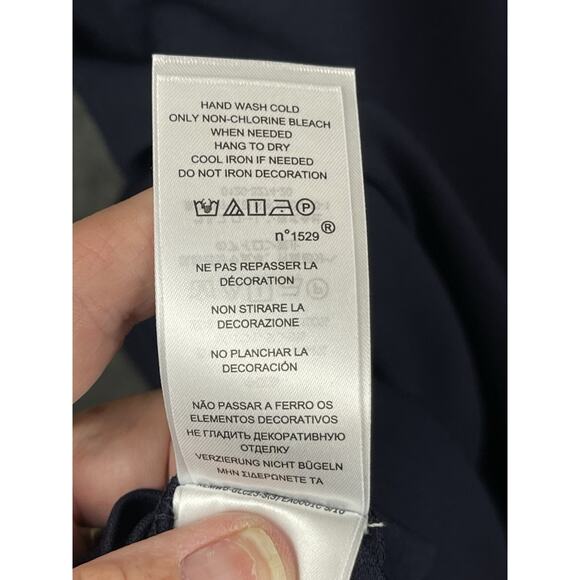 HAND WASH COLD
ONLY NON-CHLORINE BLEACH
WHEN NEEDED
HANG TO DRY
COOL IRON IF NEEDED
DO NOT IRON DECORATION
P
n°1529®
NE PAS REPASSER LA
DÉCORATION
NON STIRARE LA
DECORAZIONE
NO PLANCHAR LA
DECORACIÓN
NÃO PASSAR A FERRO OS
ELEMENTOS DECORATIVOS
НЕ ГЛАДИТЬ ДЕКОРАТИВНУЮ
ОТДЕЛКУ
VERZIERUNG NICHT BÜGELN
ΜΗΝ ΣΙΔΕΡΩΝΕΤΕ ΤΑ